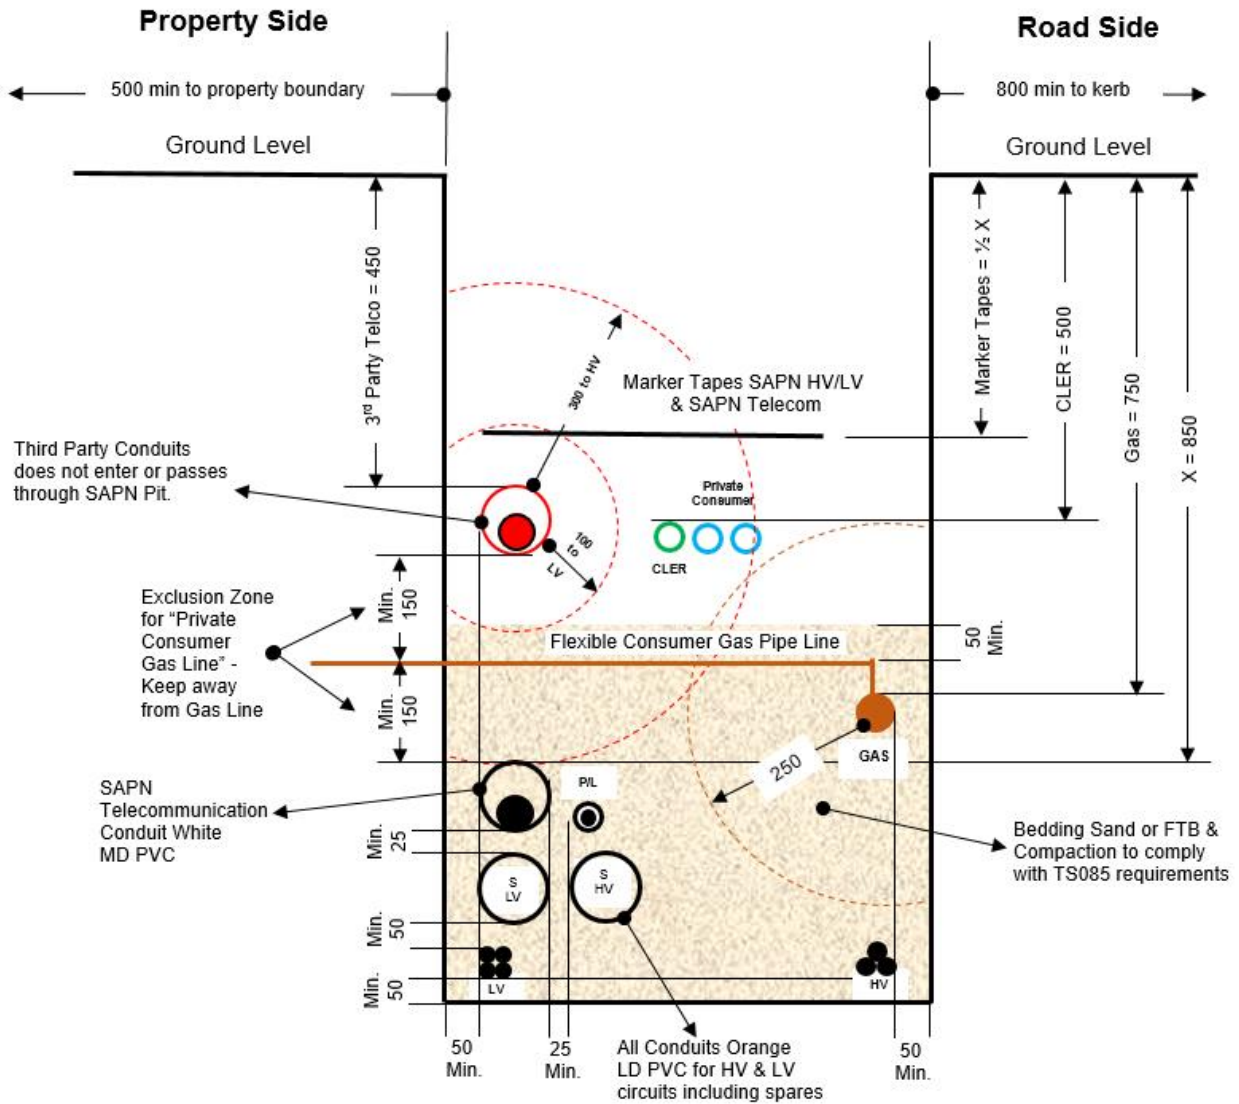 Property Side
Road Side
500 min to property boundary
800 min to kerb
Ground Level
Ground Level
3rd Party Telco = 450
Marker Tapes = ½ X
CLER = 500
Gas = 750
X = 850
300 to HV
Marker Tapes SAPN HV/LV
& SAPN Telecom
Third Party Conduits
does not enter or passes
through SAPN Pit.
Private
Consumer
100
to
LV
CLER
Min.
150
Exclusion Zone
for “Private
Consumer
Gas Line” -
Keep away
from Gas Line
Flexible Consumer Gas Pipe Line
50
Min.
Min.
150
GAS
250
P/L
SAPN
Telecommunication
Conduit White
MD PVC
Min.
25
Bedding Sand or FTB &
Compaction to comply
with TS085 requirements
S
LV
S
HV
Min.
50
LV
HV
Min.
50
50
Min.
25
Min.
All Conduits Orange
LD PVC for HV & LV
circuits including spares
50
Min.